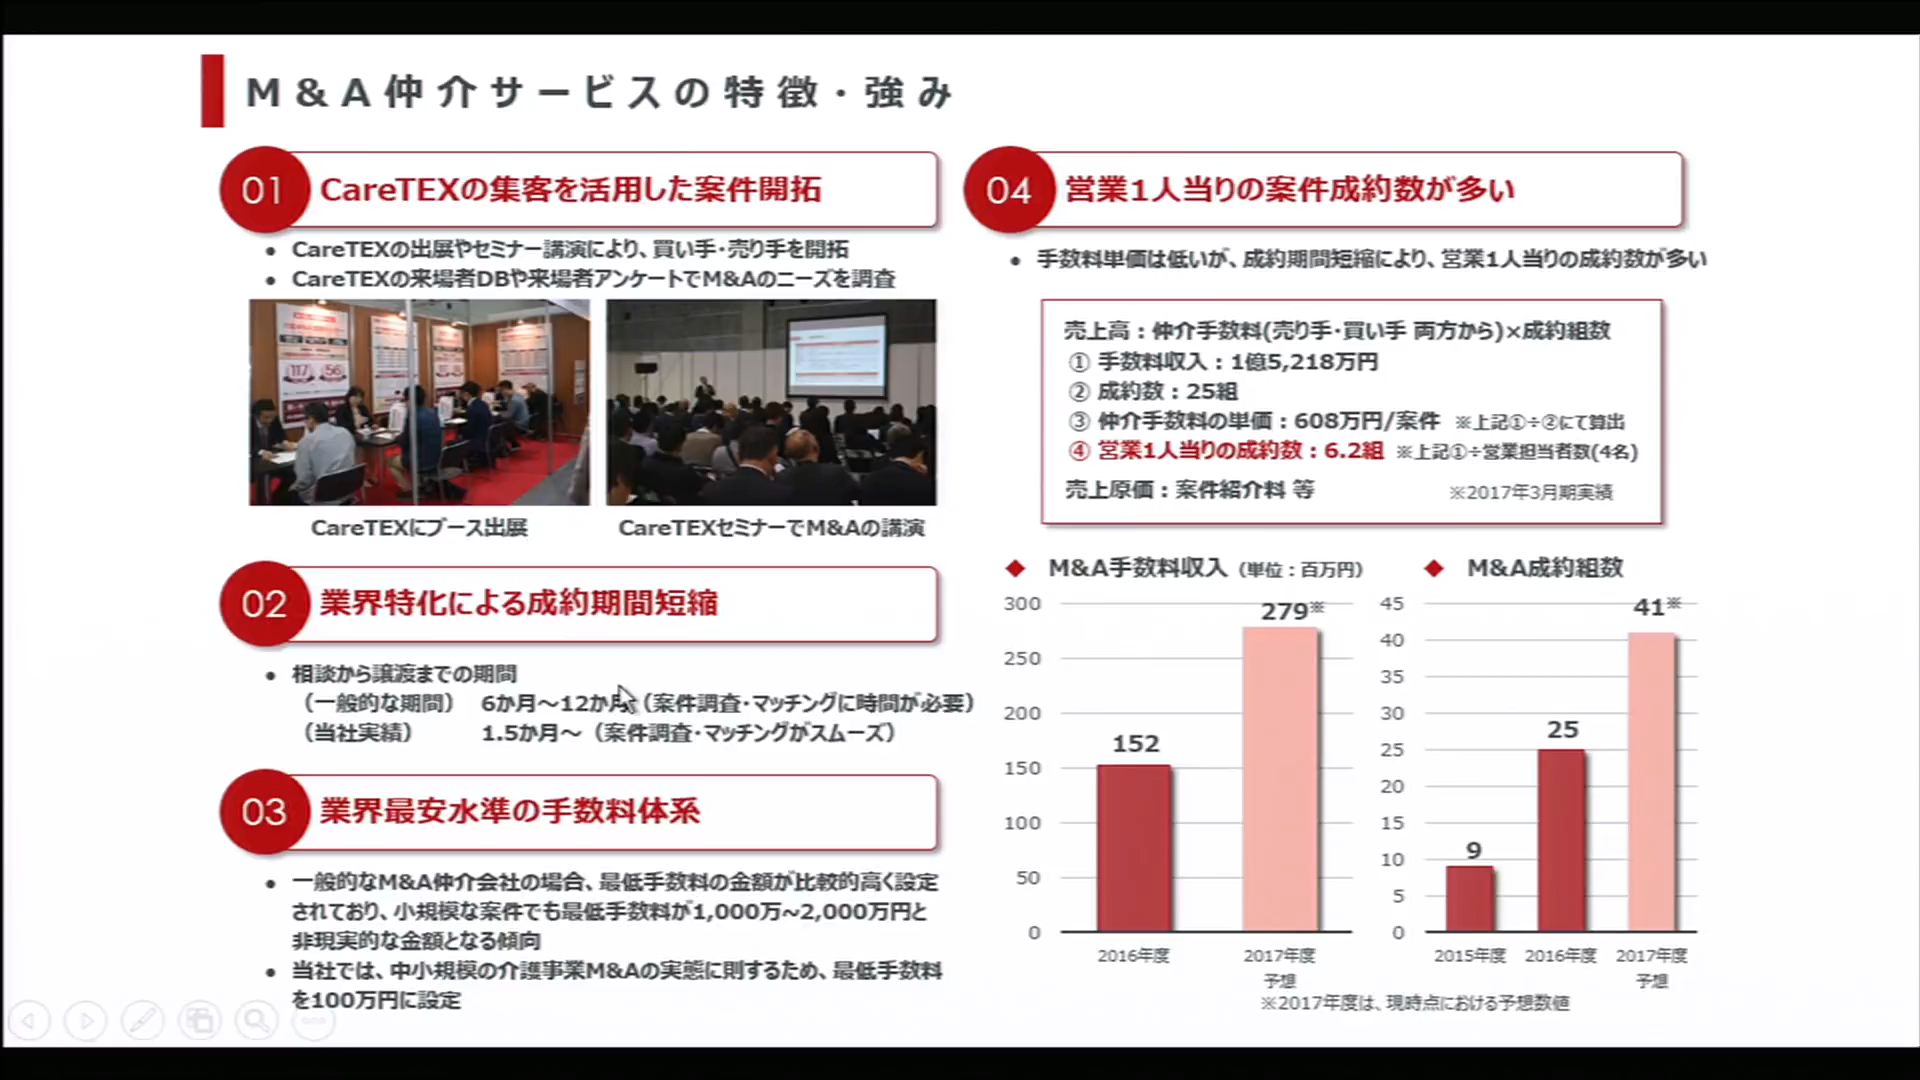 M&A仲介サービスの特徴・強み
01 CareTEXの集客を活用した案件開拓
● CareTEXの出展やセミナー講演により、買い手・売り手を開拓
● CareTEXの来場者DBや来場者アンケートでM&Aのニーズを調査
117 56
CareTEXにブース出展
CareTEXセミナーでM&Aの講演
02 業界特化による成約期間短縮
● 相談から譲渡までの期間
（一般的な期間） 6か月～12か月（案件調査・マッチングに時間が必要）
（当社実績） 1.5か月～（案件調査・マッチングがスムーズ）
03 業界最安水準の手数料体系
● 一般的なM&A仲介会社の場合、最低手数料の金額が比較的高く設定
されており、小規模な案件でも最低手数料が1,000万~2,000万円と
非現実的な金額となる傾向
● 当社では、中小規模の介護事業M&Aの実態に則するため、最低手数料
を100万円に設定
04 営業1人当りの案件成約数が多い
● 手数料単価は低いが、成約期間短縮により、営業1人当りの成約数が多い
売上高：仲介手数料(売り手・買い手 両方から)×成約組数
① 手数料収入：1億5,218万円
② 成約数：25組
③ 仲介手数料の単価：608万円/案件 ※上記①÷②にて算出
④ 営業1人当りの成約数：6.2組 ※上記①÷営業担当者数(4名)
売上原価：案件紹介料 等 ※2017年3月期実績
◆ M&A手数料収入（単位：百万円）
300
250
200
150
100
50
0
152
279※
2016年度
2017年度
予想
◆ M&A成約組数
45
40
35
30
25
20
15
10
5
0
9
25
41※
2015年度
2016年度
2017年度
予想
※2017年度は、現時点における予想数値